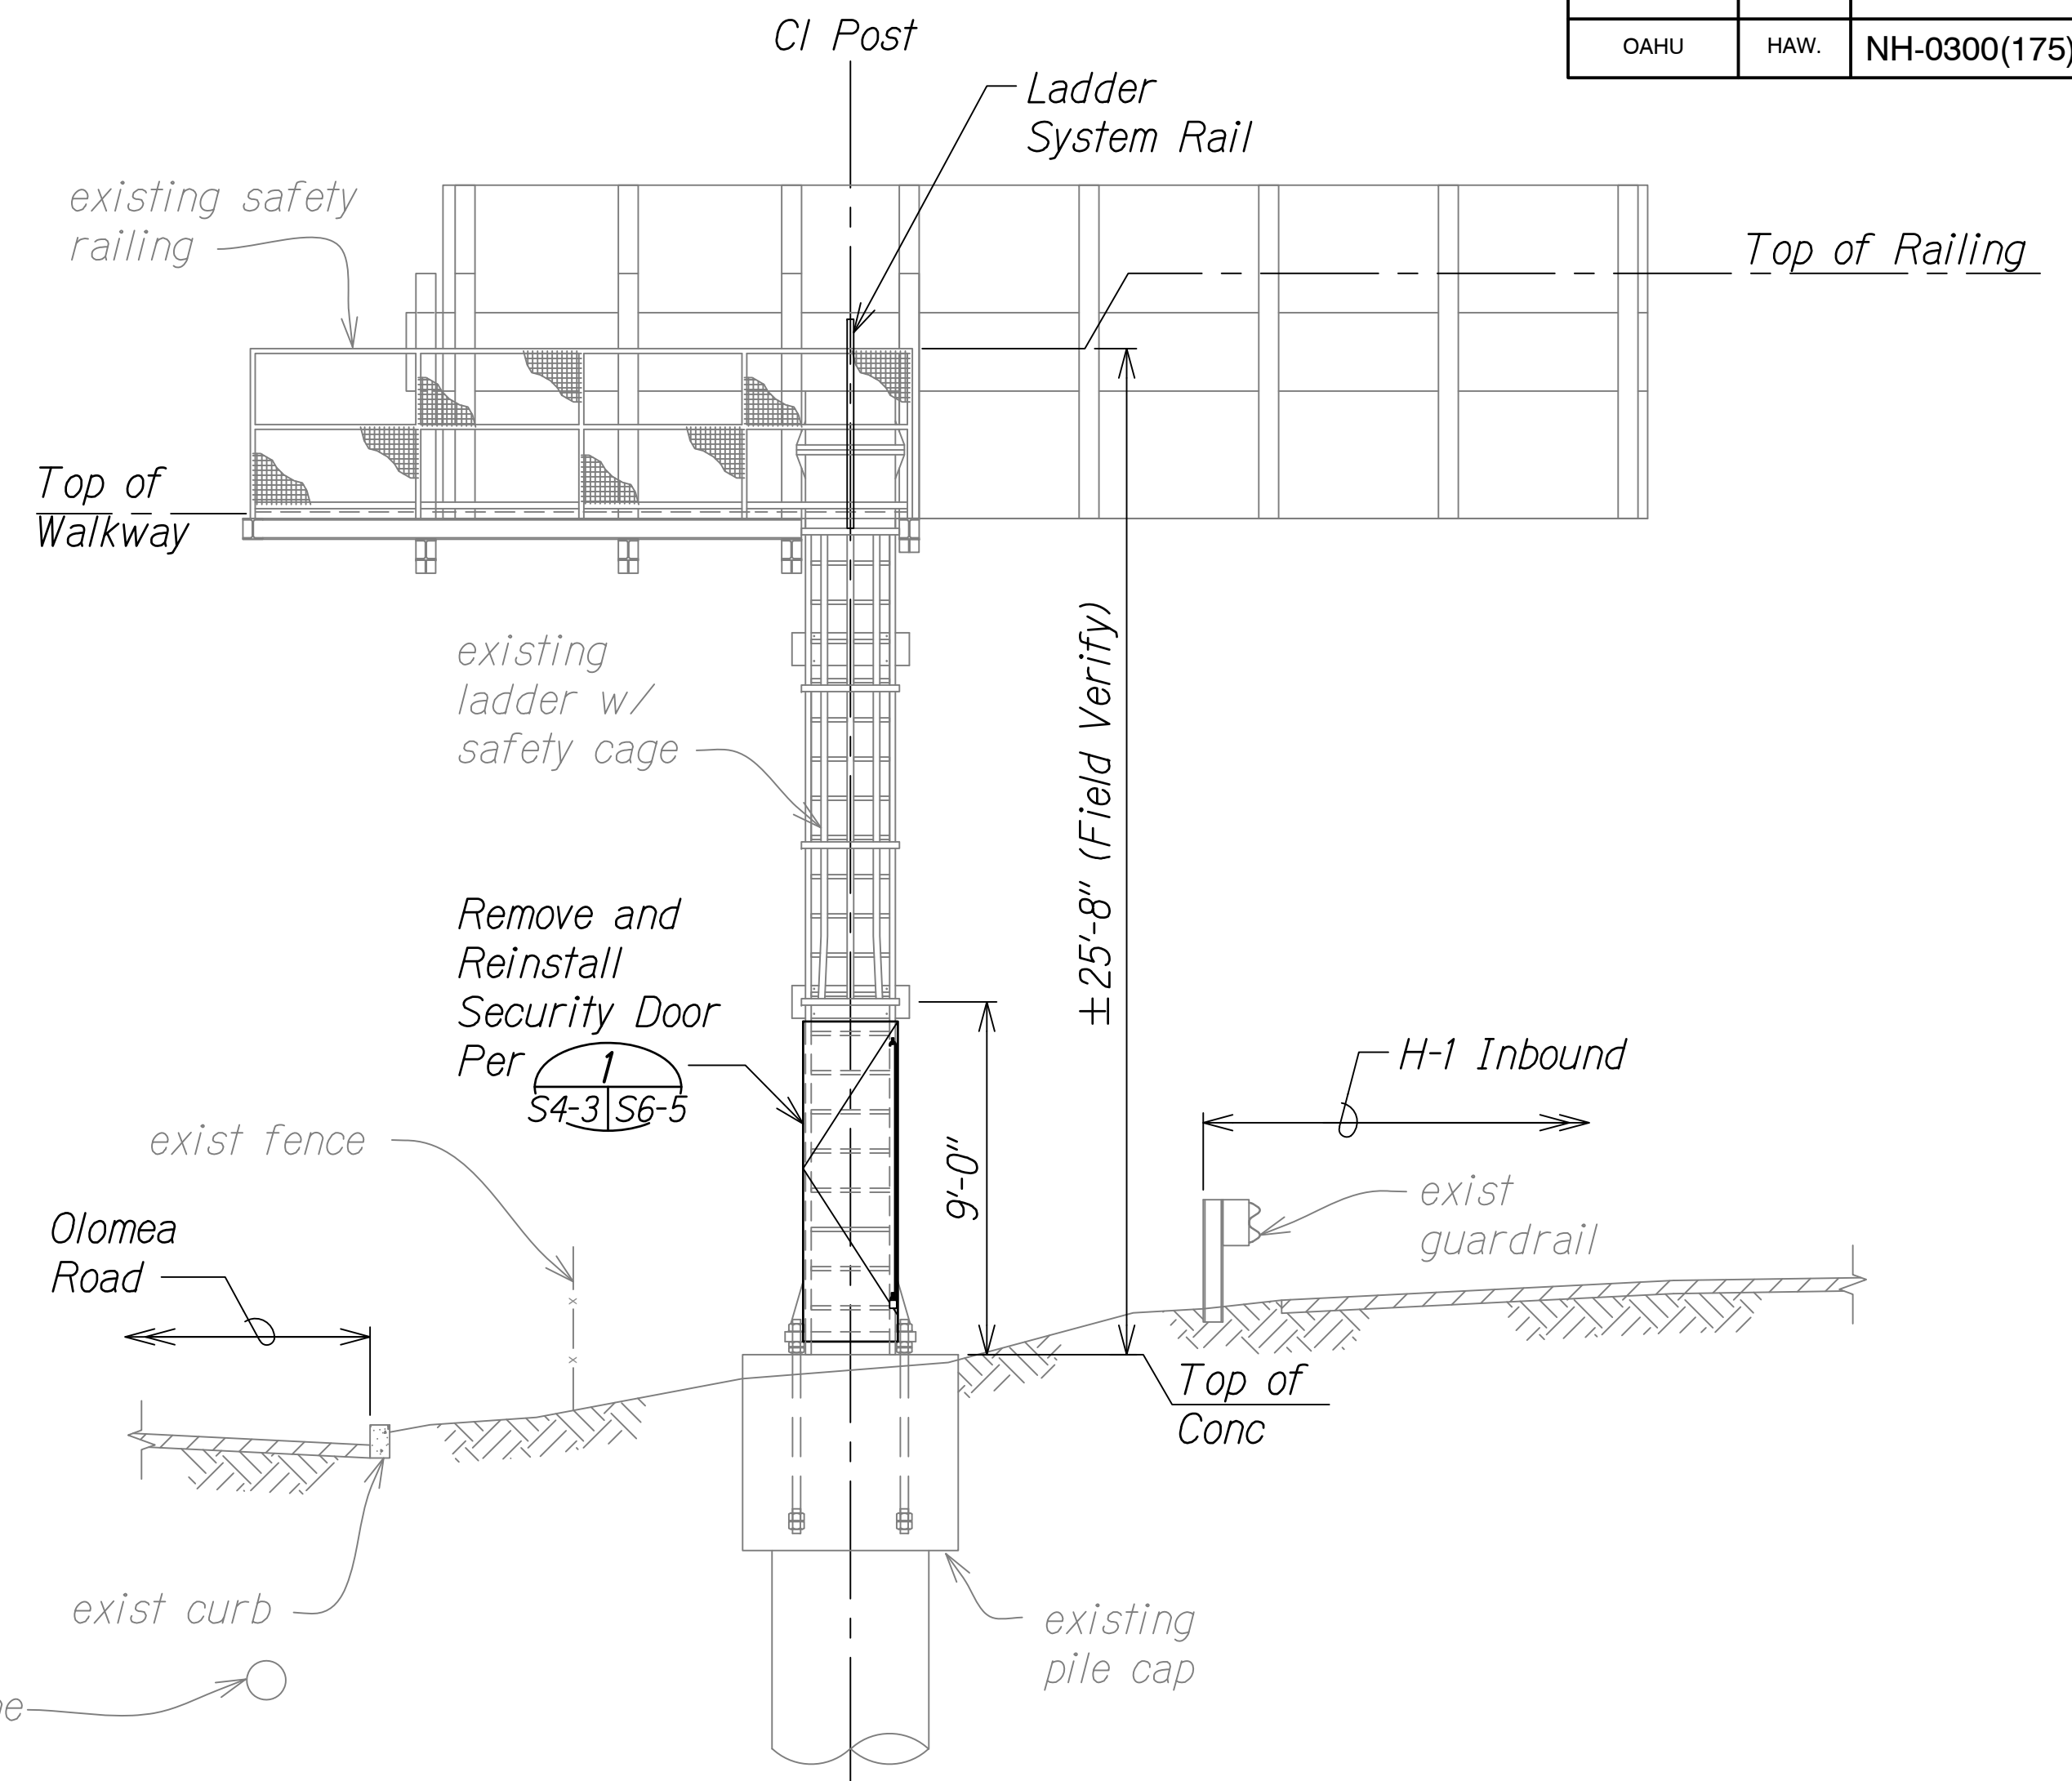 Cl Post
OAHU HAW. NH-0300(175)
Ladder
System Rail
existing safety
railing
Top of Railing
Top of
Walkway
existing
ladder w/
safety cage
±25'-8" (Field Verify)
Remove and
Reinstall
Security Door
Per 1
S4-3 S6-5
H-1 Inbound
exist fence
9'-0"
exist
guardrail
Olomea
Road
Top of
Conc
exist curb
existing
pile cap